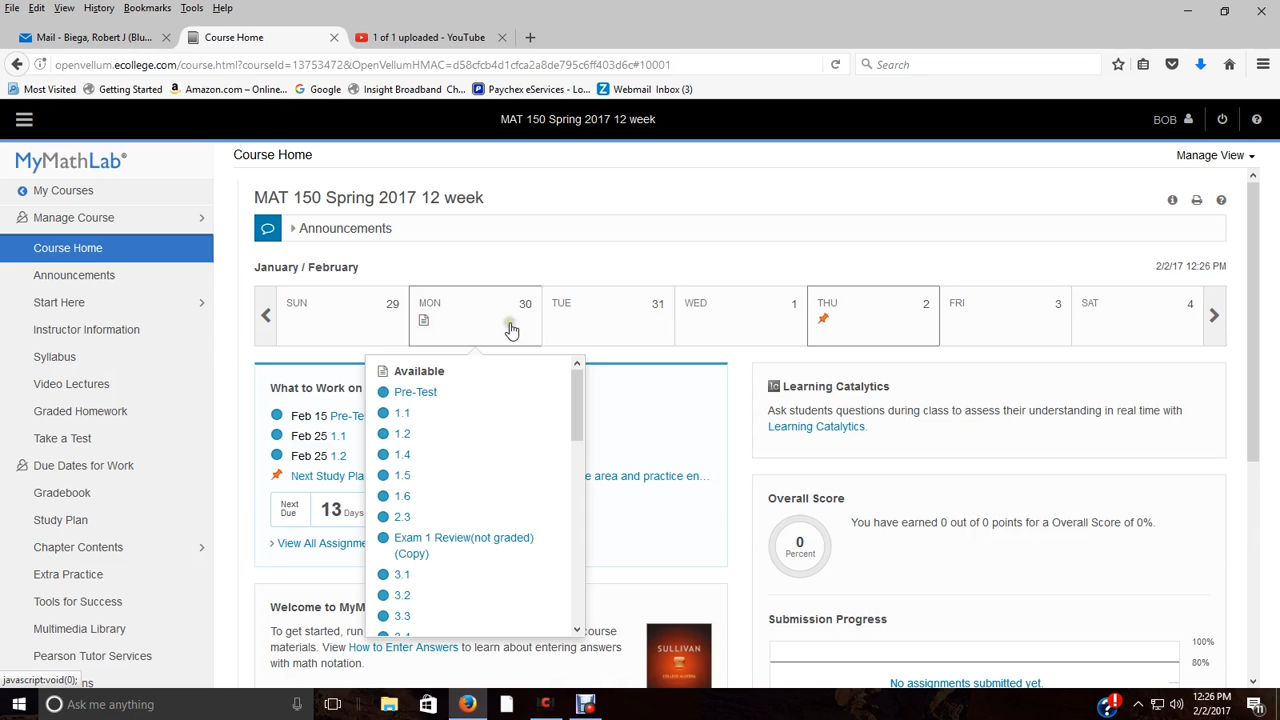 File Edit View History Bookmarks Tools Help
Mail - Biega, Robert J (Blu...
Course Home
1 of 1 uploaded - YouTube
openvellum.ecollege.com/course.html?courseId=13753472&OpenVellumHMAC=d58cfcb4d1cfca2a8de795c6ff403d6c#10001
Search
Most Visited Getting Started Amazon.com – Online... Google Insight Broadband Ch... Paychex eServices - Lo... Webmail Inbox (3)
MAT 150 Spring 2017 12 week
BOB
MyMathLab®
Course Home
Manage View
My Courses
Manage Course
Course Home
Announcements
Start Here
Instructor Information
Syllabus
Video Lectures
Graded Homework
Take a Test
Due Dates for Work
Gradebook
Study Plan
Chapter Contents
Extra Practice
Tools for Success
Multimedia Library
Pearson Tutor Services
ns
javascript:void(0);
MAT 150 Spring 2017 12 week
Announcements
January / February
2/2/17 12:26 PM
SUN 29 MON 30 TUE 31 WED 1 THU 2 FRI 3 SAT 4
What to Work on
Feb 15 Pre-Te
Feb 25 1.1
Feb 25 1.2
Next Study Pla
e area and practice en...
Next Due
13 Days
View All Assignme
Available
Pre-Test
1.1
1.2
1.4
1.5
1.6
2.3
Exam 1 Review(not graded)
(Copy)
3.1
3.2
3.3
3.4
Welcome to MyM
To get started, run
course
materials. View How to Enter Answers to learn about entering answers
with math notation.
SULLIVAN
COLLEGE ALGEBRA
Learning Catalytics
Ask students questions during class to assess their understanding in real time with
Learning Catalytics.
Overall Score
0
Percent
You have earned 0 out of 0 points for a Overall Score of 0%.
Submission Progress
100%
80%
No assignments submitted yet.
Ask me anything
12:26 PM
2/2/2017